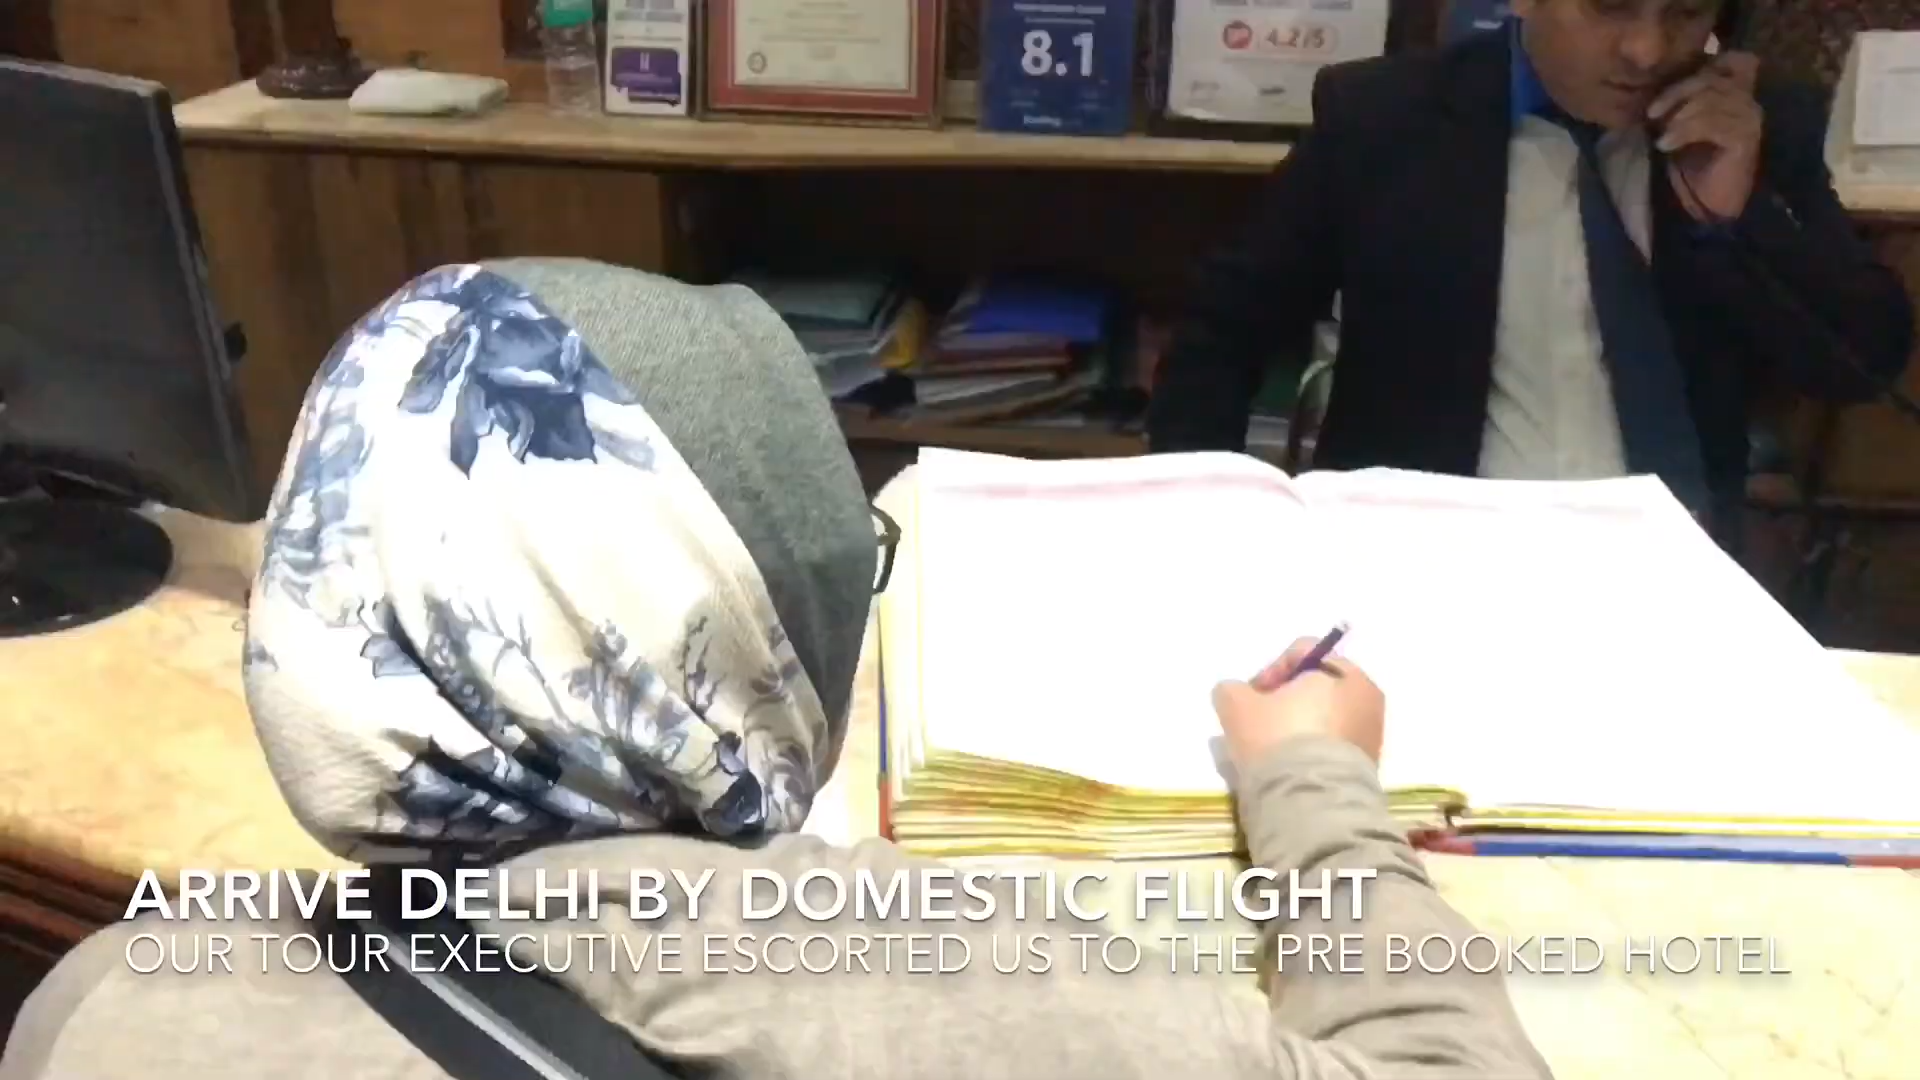 8.1
4.2/5
ARRIVE DELHI BY DOMESTIC FLIGHT
OUR TOUR EXECUTIVE ESCORTED US TO THE PRE BOOKED HOTEL